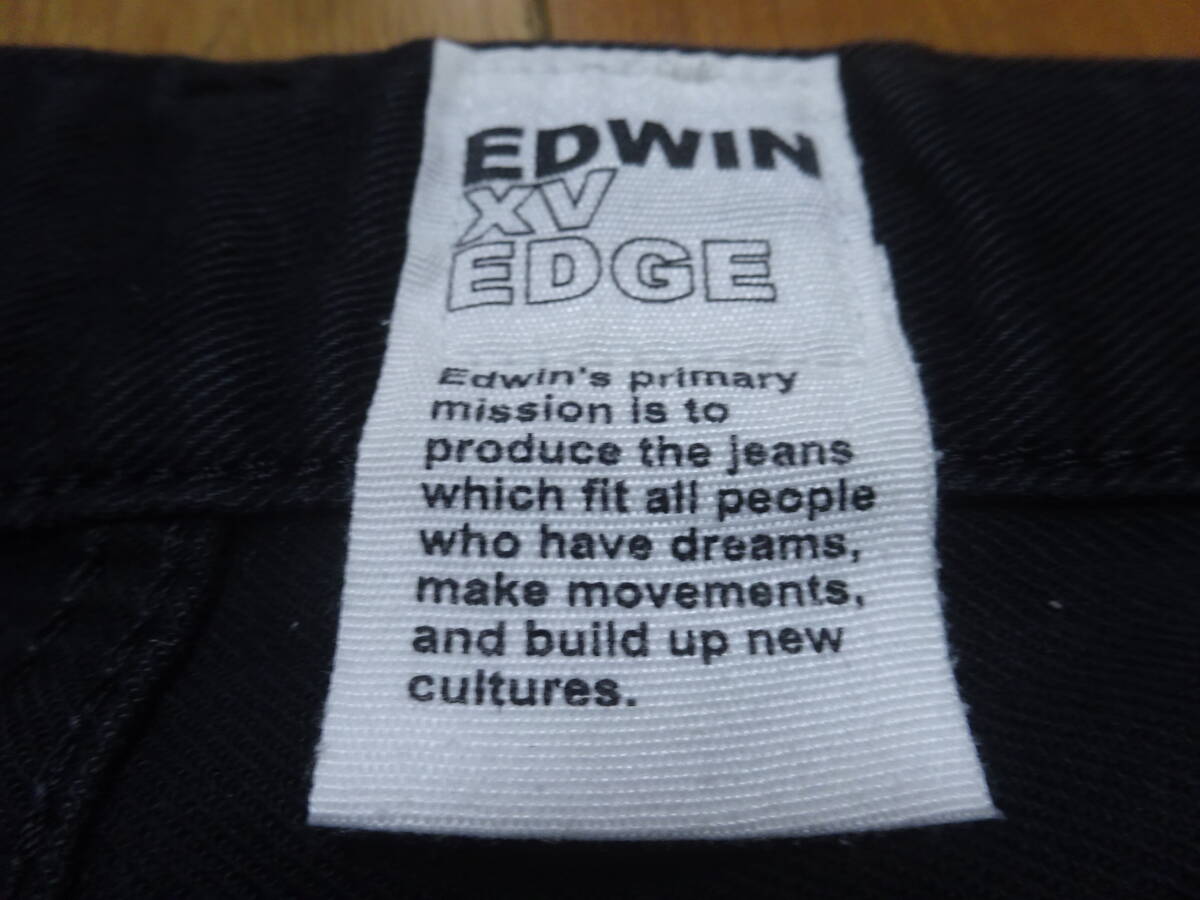 EDWIN
XV
EDGE
Edwin's primary
mission is to
produce the jeans
which fit all people
who have dreams,
make movements,
and build up new
cultures.